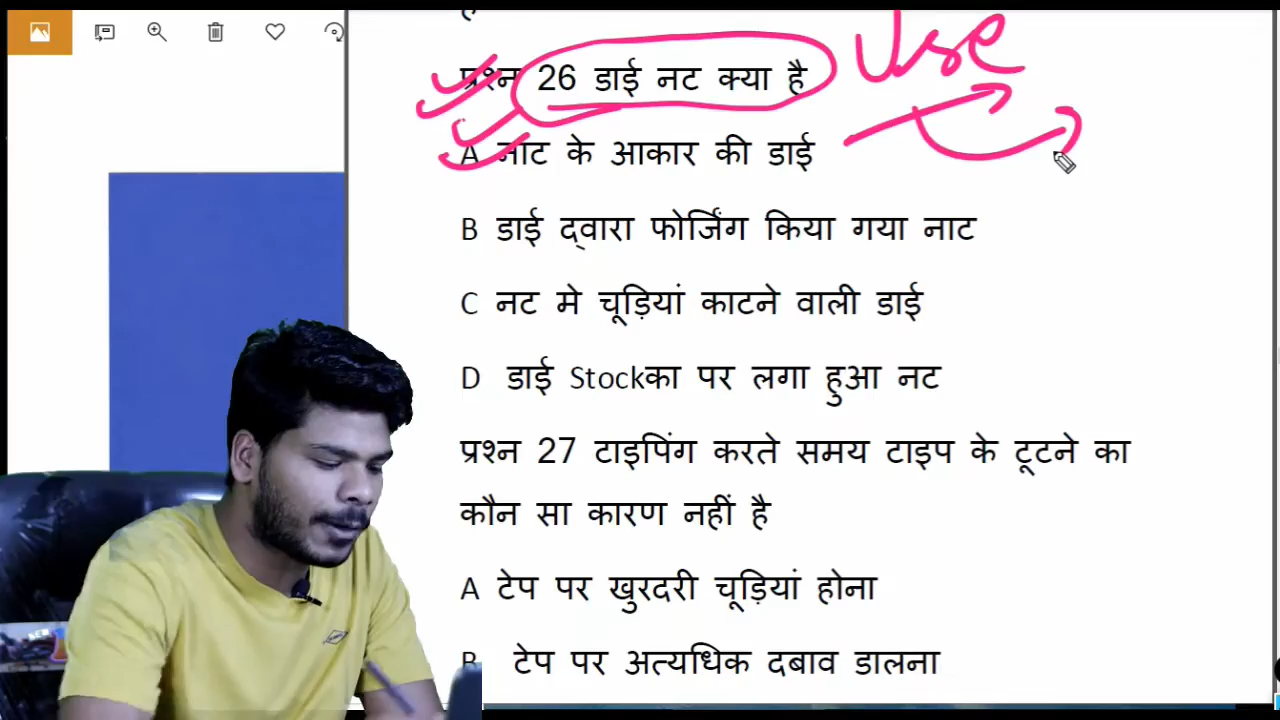 प्रश्न 26 डाई नट क्या है
Use
A नाट के आकार की डाई
B डाई द्वारा फोर्जिंग किया गया नाट
C नट मे चूड़ियां काटने वाली डाई
D डाई Stockका पर लगा हुआ नट
प्रश्न 27 टाइपिंग करते समय टाइप के टूटने का
कौन सा कारण नहीं है
A टेप पर खुरदरी चूड़ियां होना
B टेप पर अत्यधिक दबाव डालना